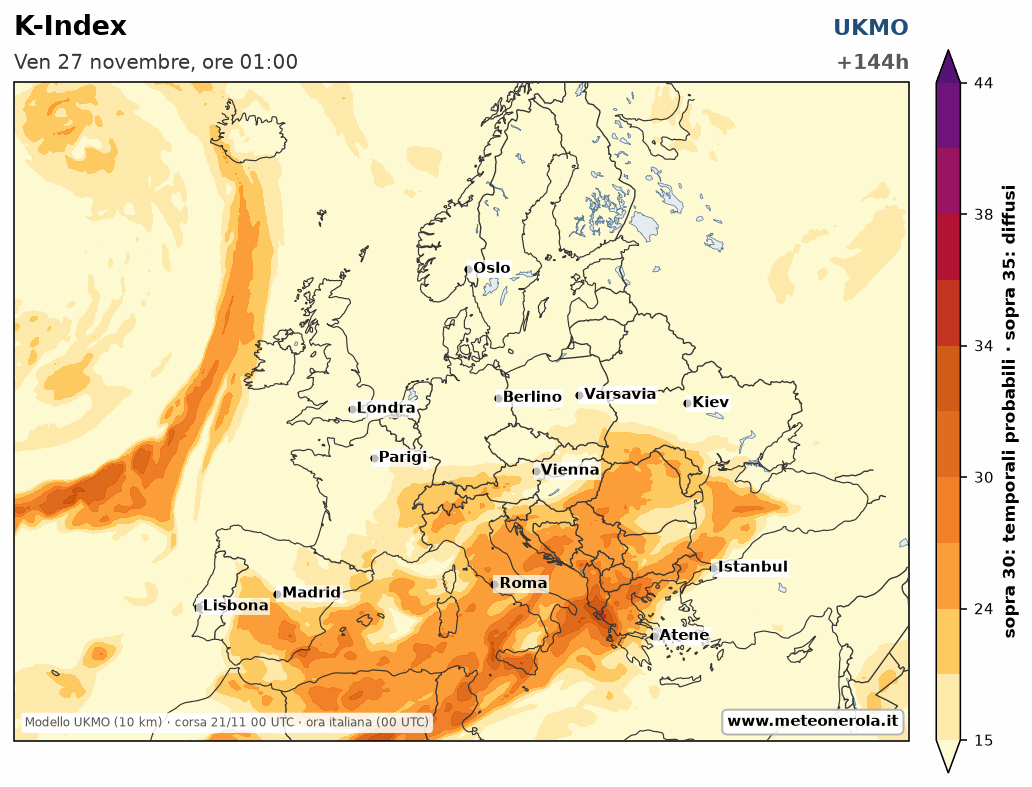 K-Index
UKMO
Ven 27 novembre, ore 01:00
+144h
44
38
34
30
24
15
sopra 30: temporali probabili · sopra 35: diffusi
Oslo
Londra
Berlino
Varsavia
Kiev
Parigi
Vienna
Istanbul
Madrid
Roma
Lisbona
Atene
Modello UKMO (10 km) · corsa 21/11 00 UTC · ora italiana (00 UTC)
www.meteonerola.it